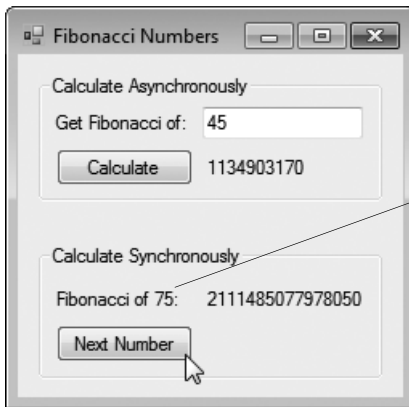 Fibonacci Numbers
Calculate Asynchronously
Get Fibonacci of: 45
Calculate 1134903170
Calculate Synchronously
Fibonacci of 75: 2111485077978050
Next Number